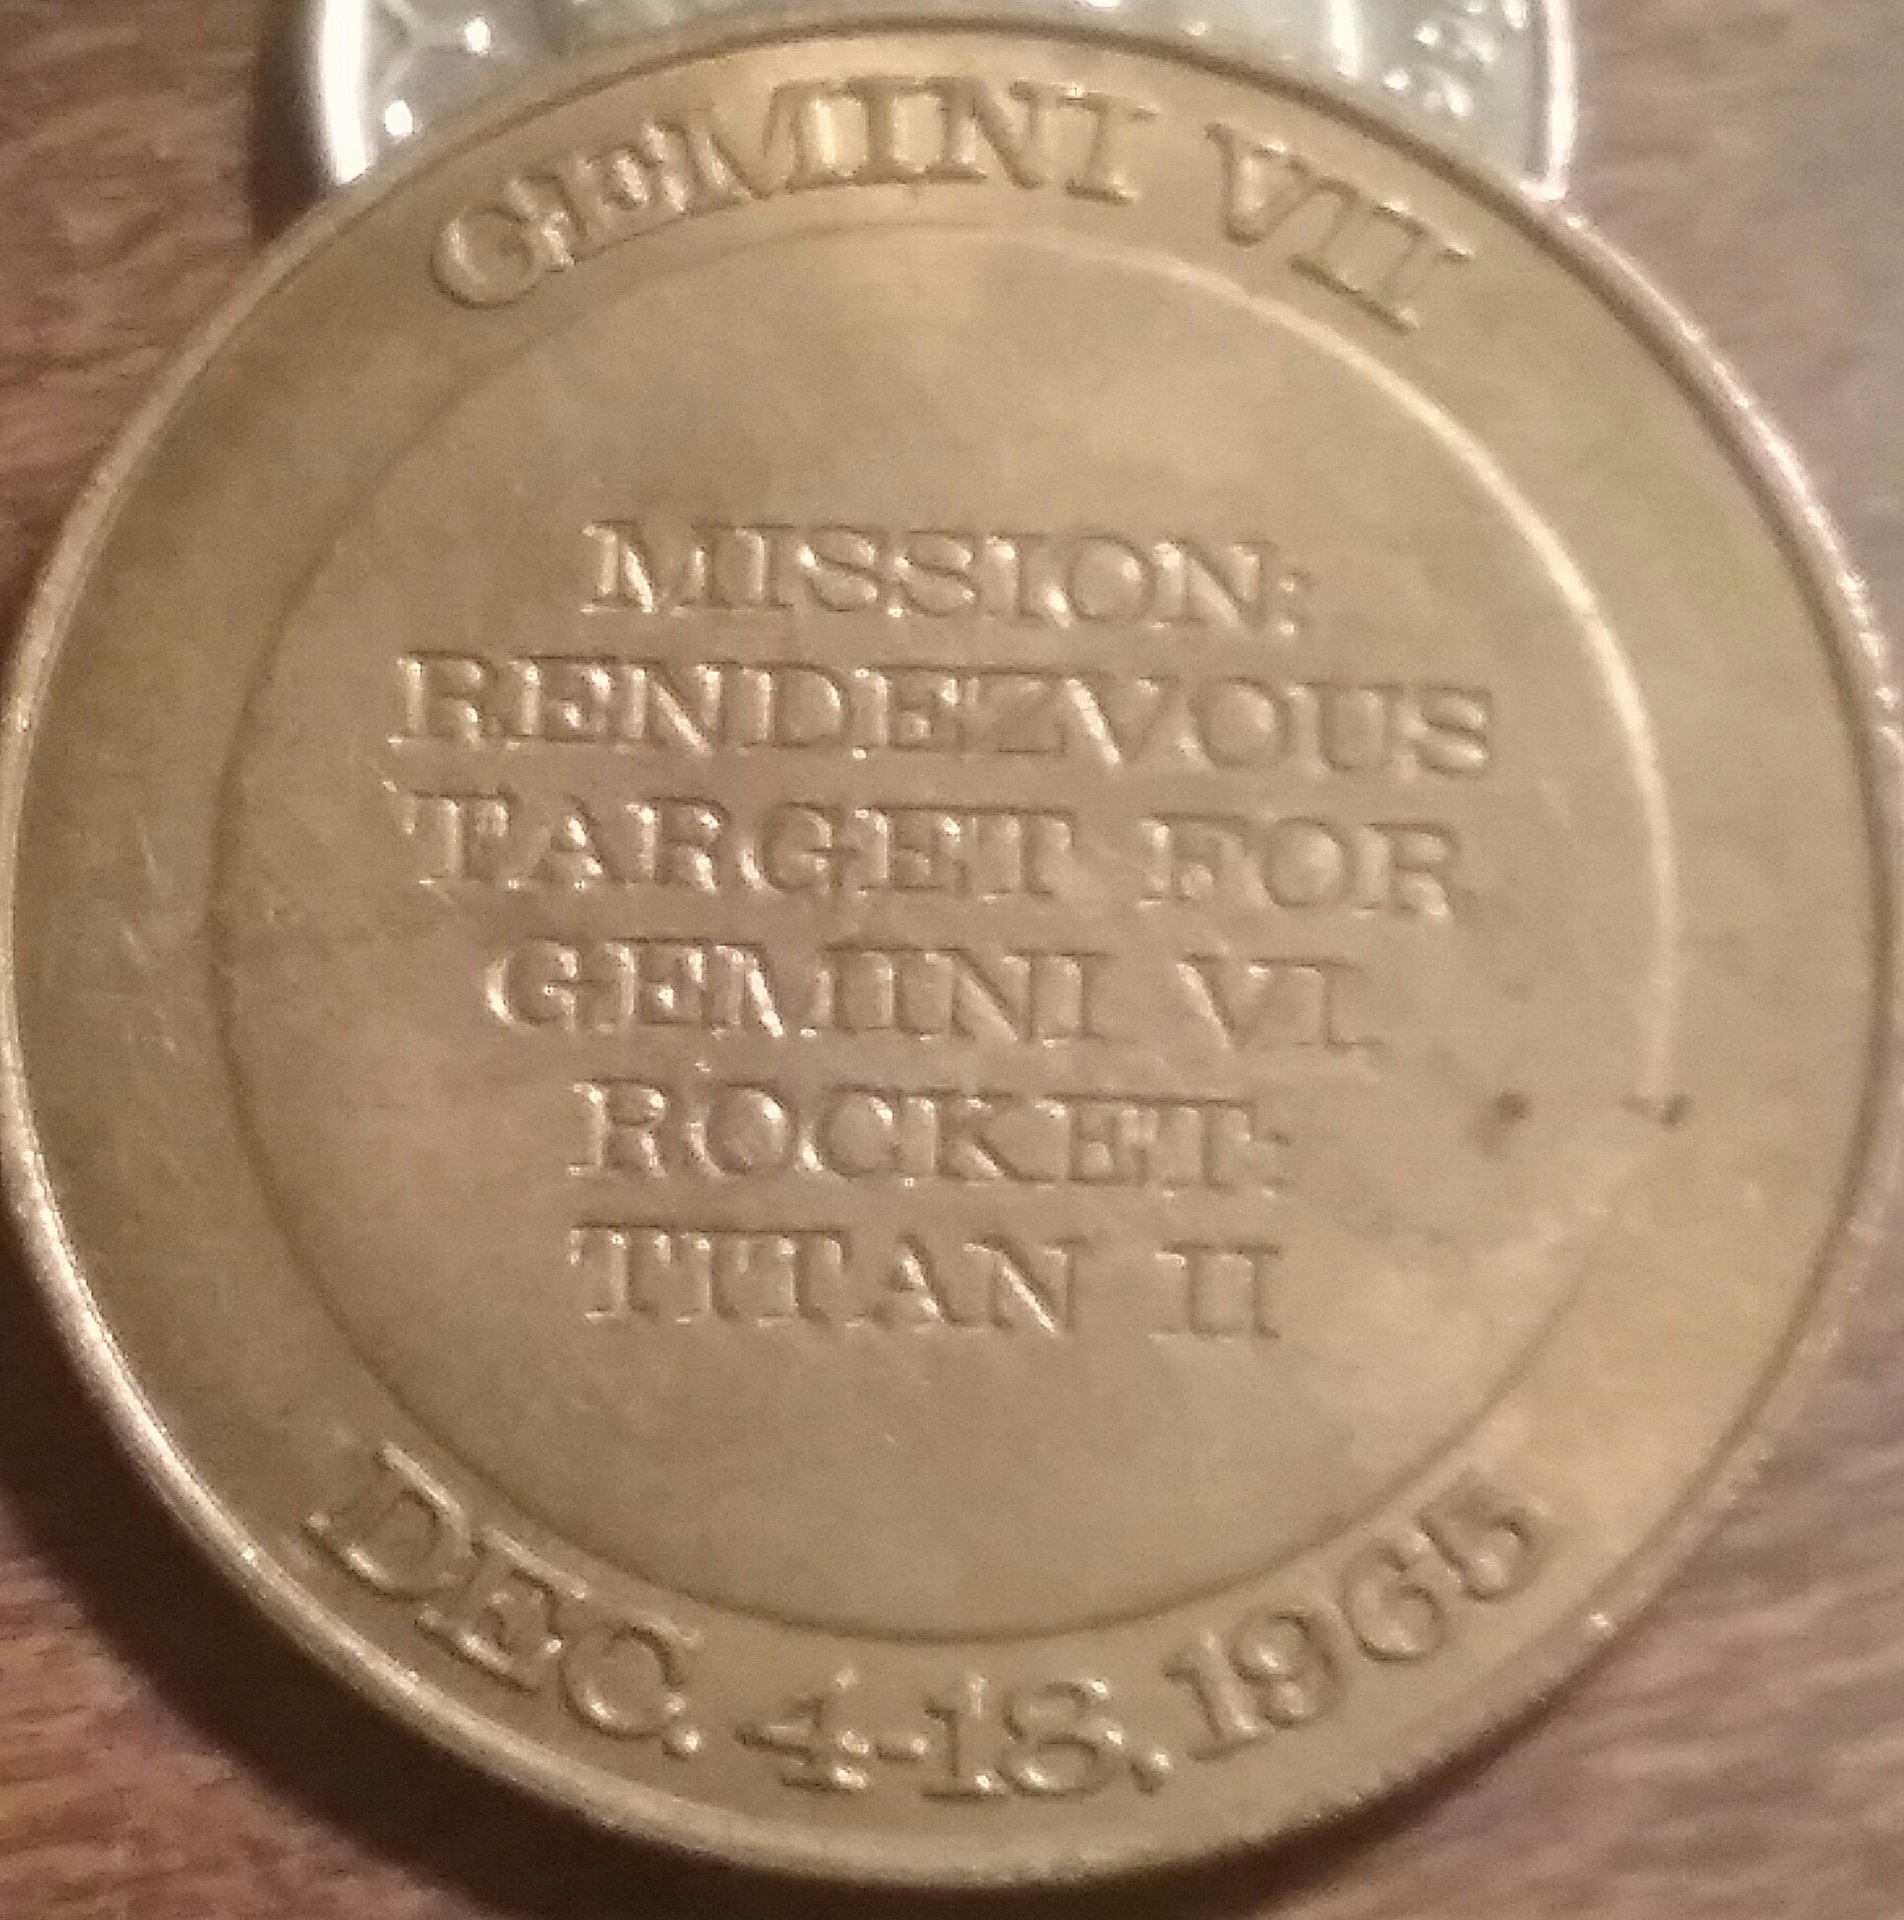 GEMINI VII
MISSION:
RENDEZVOUS
TARGET FOR
GEMINI VI.
ROCKET:
TITAN II
DEC. 4-18, 1965